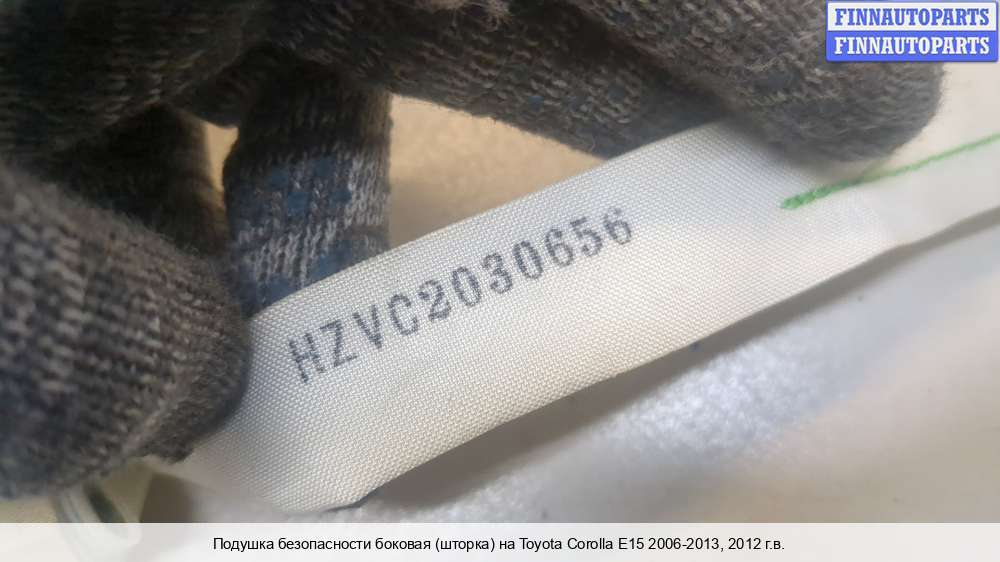 FINNAUTOPARTS
FINNAUTOPARTS
HZVC2030656
Подушка безопасности боковая (шторка) на Toyota Corolla E15 2006-2013, 2012 г.в.